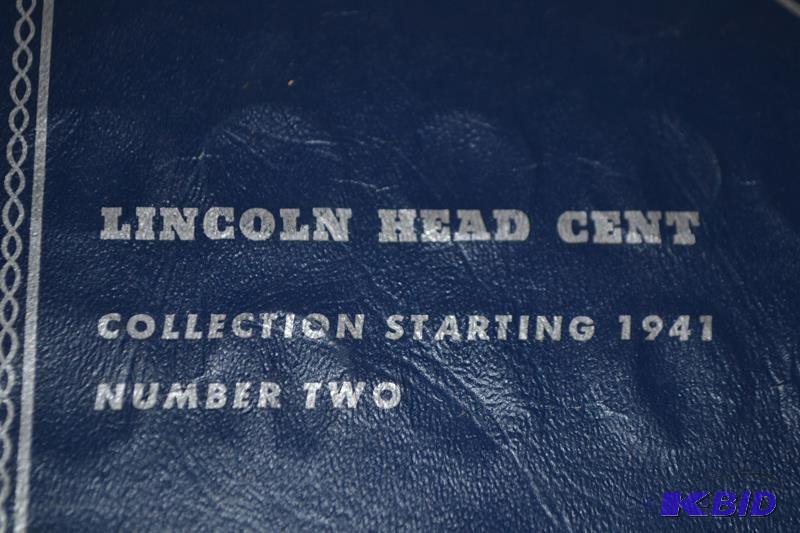 LINCOLN HEAD CENT
COLLECTION STARTING 1941
NUMBER TWO
K-BID